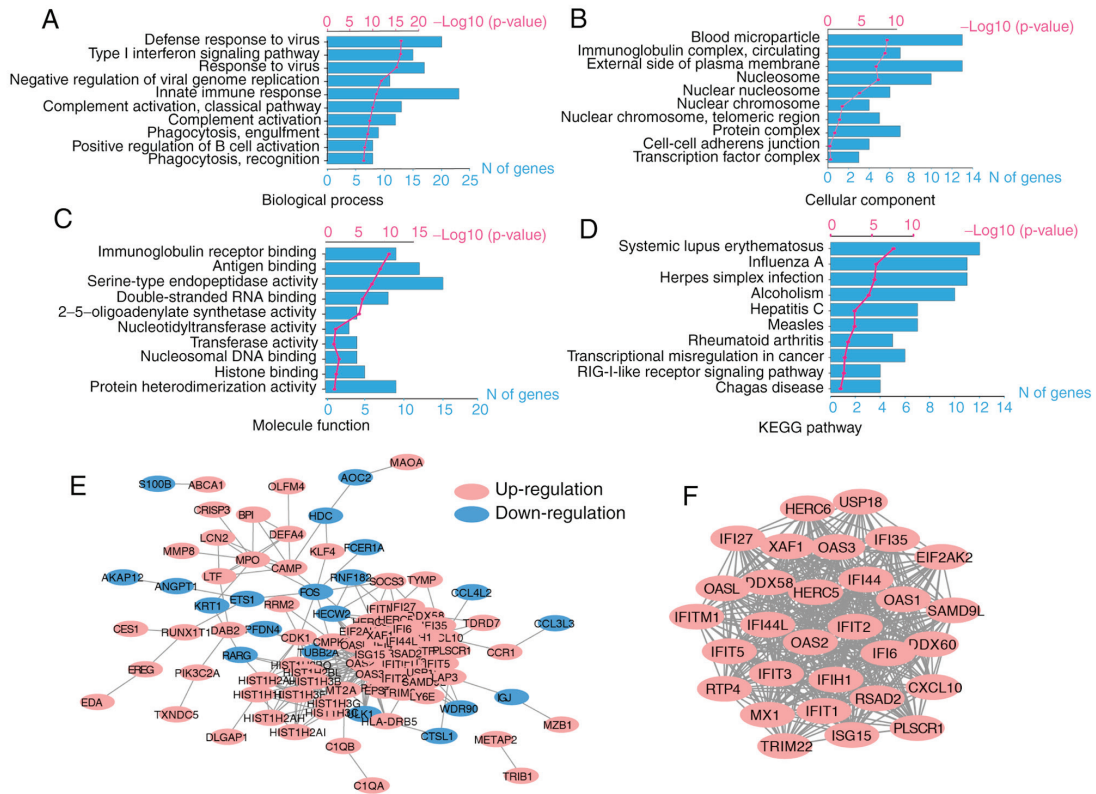 A
0 5 10 15 20 −Log10 (p-value)
Defense response to virus
Type I interferon signaling pathway
Response to virus
Negative regulation of viral genome replication
Innate immune response
Complement activation, classical pathway
Complement activation
Phagocytosis, engulfment
Positive regulation of B cell activation
Phagocytosis, recognition
N of genes
0 5 10 15 20 25
Biological process
B
0 5 10 −Log10 (p-value)
Blood microparticle
Immunoglobulin complex, circulating
External side of plasma membrane
Nucleosome
Nuclear nucleosome
Nuclear chromosome
Nuclear chromosome, telomeric region
Protein complex
Cell-cell adherens junction
Transcription factor complex
N of genes
0 2 4 6 8 10 12 14
Cellular component
C
0 5 10 15 −Log10 (p-value)
Immunoglobulin receptor binding
Antigen binding
Serine-type endopeptidase activity
Double-stranded RNA binding
2−5−oligoadenylate synthetase activity
Nucleotidyltransferase activity
Transferase activity
Nucleosomal DNA binding
Histone binding
Protein heterodimerization activity
N of genes
0 5 10 15 20
Molecule function
D
0 5 10 −Log10 (p-value)
Systemic lupus erythematosus
Influenza A
Herpes simplex infection
Alcoholism
Hepatitis C
Measles
Rheumatoid arthritis
Transcriptional misregulation in cancer
RIG-I-like receptor signaling pathway
Chagas disease
N of genes
0 2 4 6 8 10 12 14
KEGG pathway
E
Up-regulation
Down-regulation
MAOA
AOC2
S100B
ABCA1
OLFM4
CRISP3
BPI
HDC
LCN2
DEFA4
MMP8
MPO
KLF4
FCER1A
CAMP
LTF
AKAP12
ANGPT1
RNF182
SOCS3
TYMP
FOS
CCL4L2
ETS1
KRT1
RRM2
HECW2
IFI27
TDRD7
CCL3L3
CES1
RUNX1T1
DAB2
PFDN4
CDK1
RARG
TUBB2A
PLSCR1
CCR1
EREG
PIK3C2A
EDA
TXNDC5
IFIT5
LAP3
LY6E
IGJ
WDR90
MZB1
HLA-DRB5
CTSL1
HIST1H3G
HIST1H2AH
HIST1H2AI
DLGAP1
C1QB
C1QA
METAP2
TRIB1
F
HERC6
USP18
IFI27
XAF1
OAS3
IFI35
EIF2AK2
OASL
DDX58
HERC5
IFI44
OAS1
SAMD9L
IFITM1
IFI44L
IFIT2
OAS2
DDX60
IFIT5
IFI6
IFIT3
IFIH1
RTP4
RSAD2
CXCL10
MX1
IFIT1
PLSCR1
TRIM22
ISG15